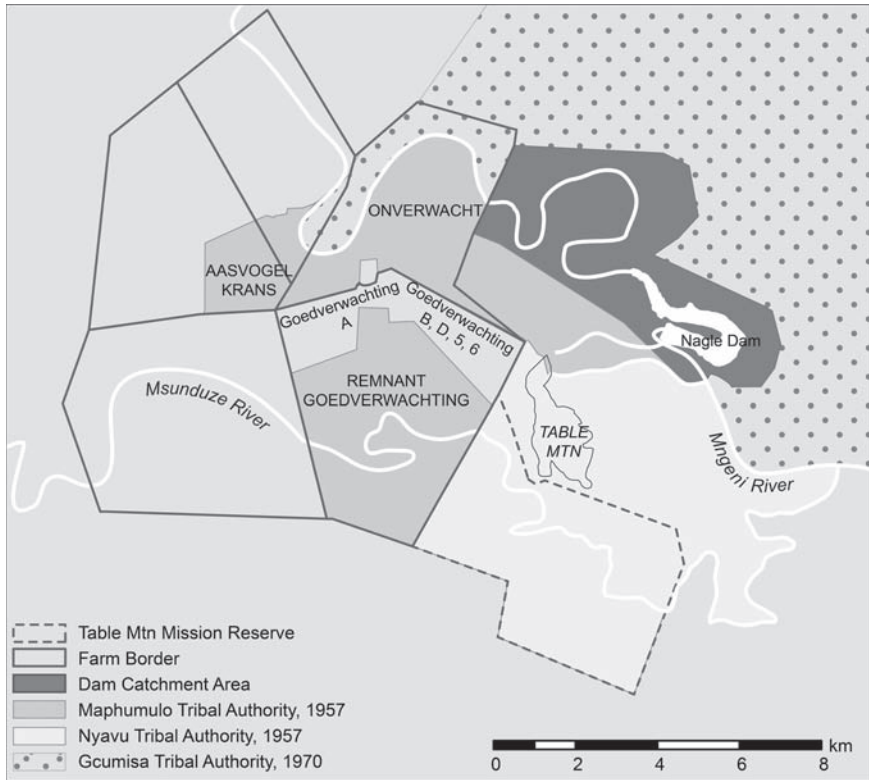 ONVERWACHT
AASVOGEL
KRANS
Goedverwachting
A
Goedverwachting
B, D, 5, 6
Nagle Dam
REMNANT
GOEDVERWACHTING
Msunduze River
TABLE
MTN
Mngeni River
Table Mtn Mission Reserve
Farm Border
Dam Catchment Area
Maphumulo Tribal Authority, 1957
Nyavu Tribal Authority, 1957
Gcumisa Tribal Authority, 1970
km
0 2 4 6 8